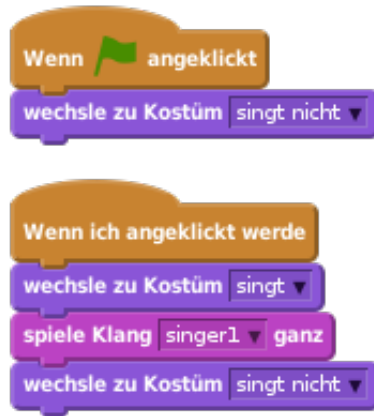 Wenn angeklickt
wechsle zu Kostüm singt nicht
Wenn ich angeklickt werde
wechsle zu Kostüm singt
spiele Klang singer1 ganz
wechsle zu Kostüm singt nicht